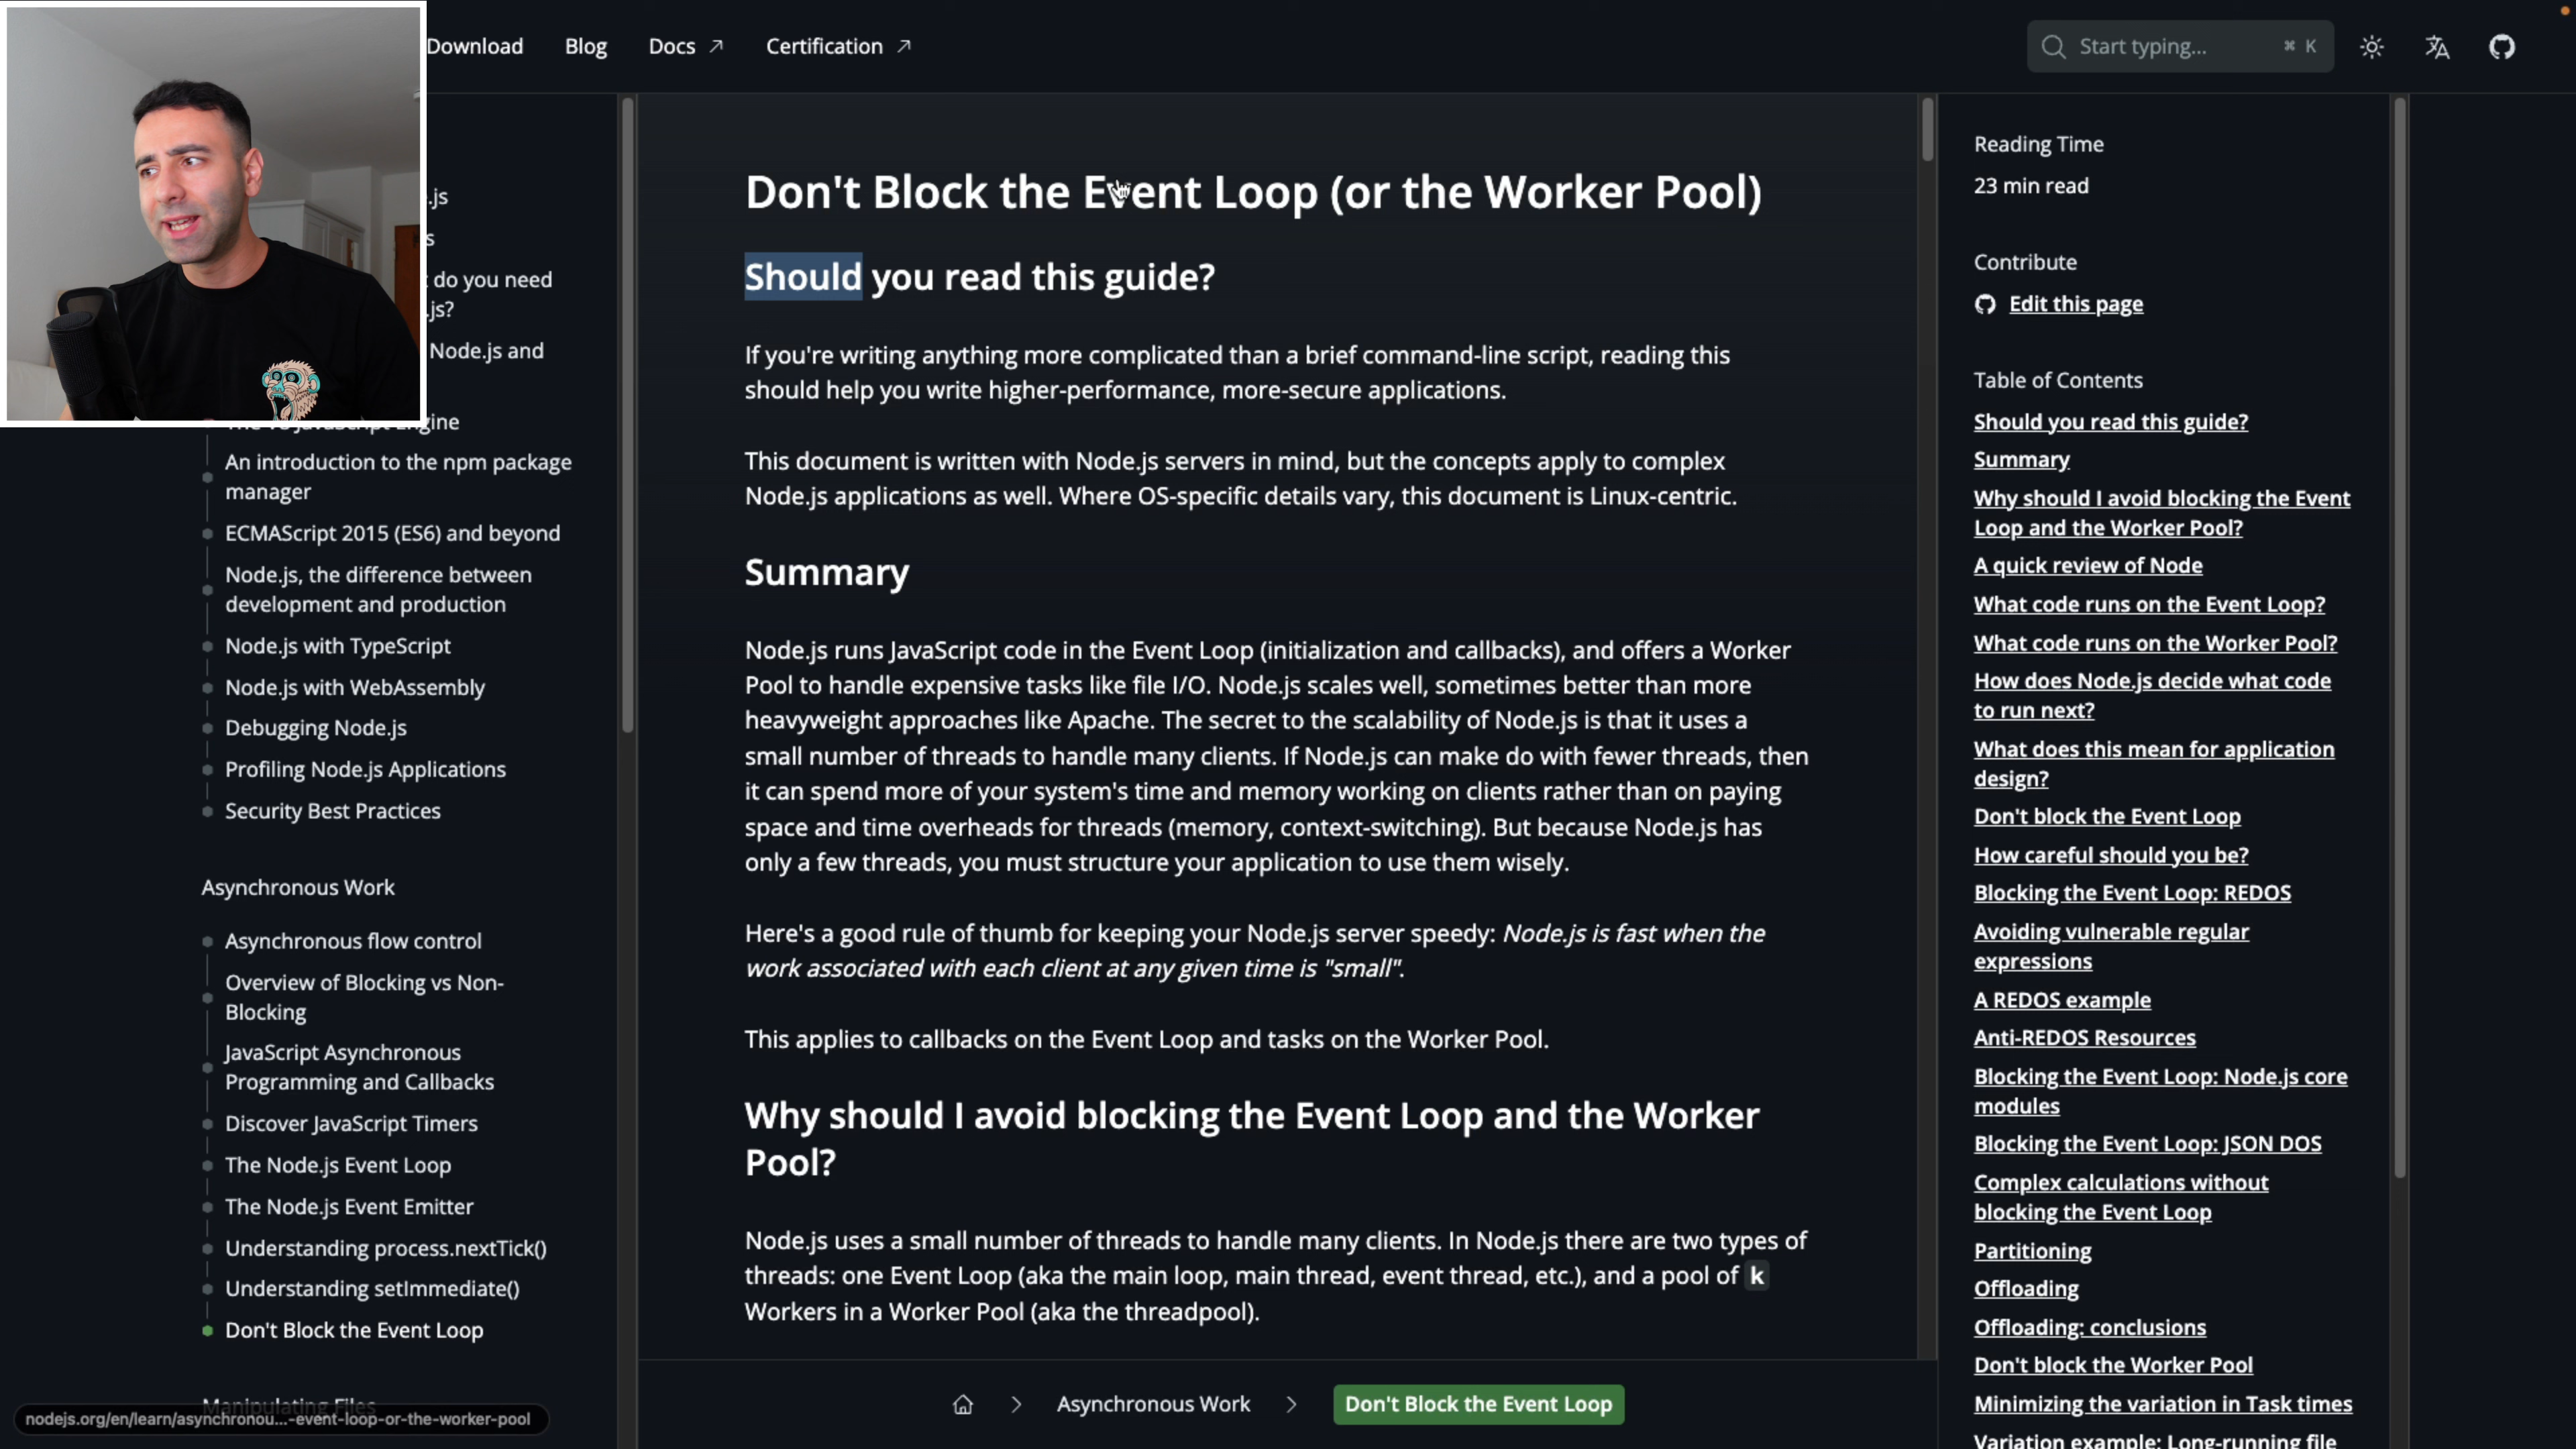 Download
Blog
Docs
Certification
Start typing...
⌘ K
.js
s
do you need
.js?
Node.js and
An introduction to the npm package
manager
ECMAScript 2015 (ES6) and beyond
Node.js, the difference between
development and production
Node.js with TypeScript
Node.js with WebAssembly
Debugging Node.js
Profiling Node.js Applications
Security Best Practices
Asynchronous Work
Asynchronous flow control
Overview of Blocking vs Non-
Blocking
JavaScript Asynchronous
Programming and Callbacks
Discover JavaScript Timers
The Node.js Event Loop
The Node.js Event Emitter
Understanding process.nextTick()
Understanding setImmediate()
Don't Block the Event Loop
Manipulating Files
nodejs.org/en/learn/asynchronou...-event-loop-or-the-worker-pool
Don't Block the Event Loop (or the Worker Pool)
Should you read this guide?
If you're writing anything more complicated than a brief command-line script, reading this
should help you write higher-performance, more-secure applications.
This document is written with Node.js servers in mind, but the concepts apply to complex
Node.js applications as well. Where OS-specific details vary, this document is Linux-centric.
Summary
Node.js runs JavaScript code in the Event Loop (initialization and callbacks), and offers a Worker
Pool to handle expensive tasks like file I/O. Node.js scales well, sometimes better than more
heavyweight approaches like Apache. The secret to the scalability of Node.js is that it uses a
small number of threads to handle many clients. If Node.js can make do with fewer threads, then
it can spend more of your system's time and memory working on clients rather than on paying
space and time overheads for threads (memory, context-switching). But because Node.js has
only a few threads, you must structure your application to use them wisely.
Here's a good rule of thumb for keeping your Node.js server speedy: Node.js is fast when the
work associated with each client at any given time is "small".
This applies to callbacks on the Event Loop and tasks on the Worker Pool.
Why should I avoid blocking the Event Loop and the Worker
Pool?
Node.js uses a small number of threads to handle many clients. In Node.js there are two types of
threads: one Event Loop (aka the main loop, main thread, event thread, etc.), and a pool of k
Workers in a Worker Pool (aka the threadpool).
Asynchronous Work
Don't Block the Event Loop
Reading Time
23 min read
Contribute
Edit this page
Table of Contents
Should you read this guide?
Summary
Why should I avoid blocking the Event
Loop and the Worker Pool?
A quick review of Node
What code runs on the Event Loop?
What code runs on the Worker Pool?
How does Node.js decide what code
to run next?
What does this mean for application
design?
Don't block the Event Loop
How careful should you be?
Blocking the Event Loop: REDOS
Avoiding vulnerable regular
expressions
A REDOS example
Anti-REDOS Resources
Blocking the Event Loop: Node.js core
modules
Blocking the Event Loop: JSON DOS
Complex calculations without
blocking the Event Loop
Partitioning
Offloading
Offloading: conclusions
Don't block the Worker Pool
Minimizing the variation in Task times
Variation example: Long-running file